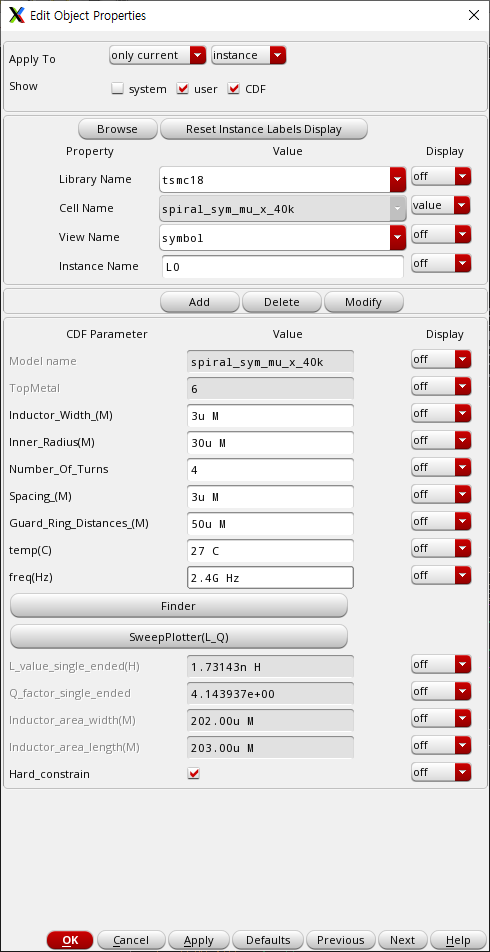 Edit Object Properties
Apply To only current instance
Show system user CDF
Browse Reset Instance Labels Display
Property Value Display
Library Name tsmc18 off
Cell Name spiral_sym_mu_x_40k value
View Name symbol off
Instance Name L0 off
Add Delete Modify
CDF Parameter Value Display
Model name spiral_sym_mu_x_40k off
TopMetal 6 off
Inductor_Width_(M) 3u M off
Inner_Radius(M) 30u M off
Number_Of_Turns 4 off
Spacing_(M) 3u M off
Guard_Ring_Distances_(M) 50u M off
temp(C) 27 C off
freq(Hz) 2.4G Hz off
Finder
SweepPlotter(L_Q)
L_value_single_ended(H) 1.73143n H off
Q_factor_single_ended 4.143937e+00 off
Inductor_area_width(M) 202.00u M off
Inductor_area_length(M) 203.00u M off
Hard_constrain off
OK Cancel Apply Defaults Previous Next Help